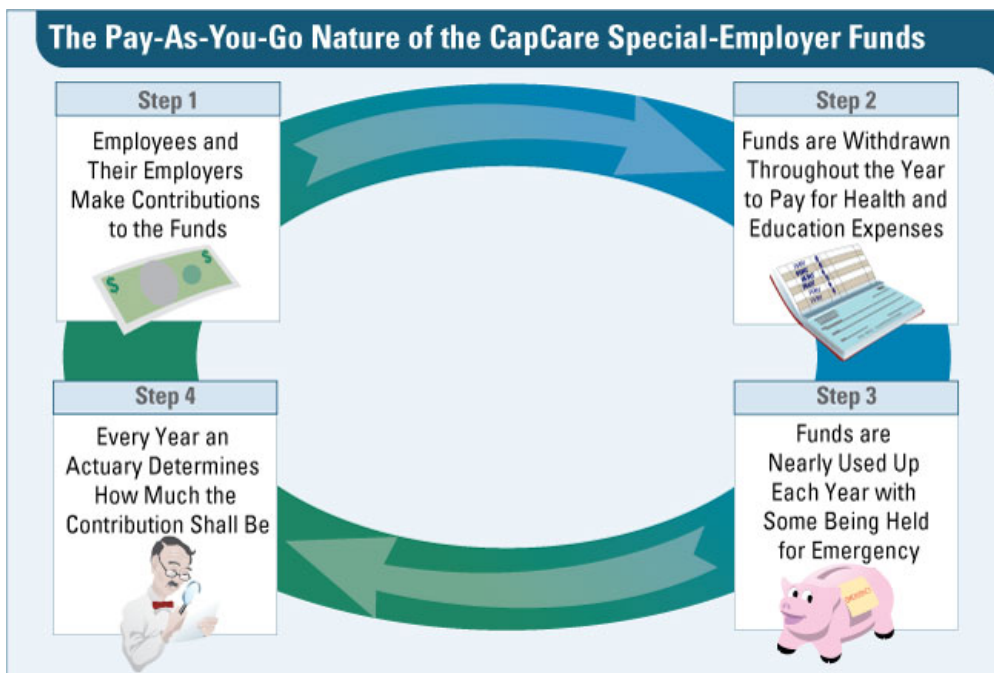 The Pay-As-You-Go Nature of the CapCare Special-Employer Funds
Step 1
Employees and
Their Employers
Make Contributions
to the Funds
$
$
Step 2
Funds are Withdrawn
Throughout the Year
to Pay for Health and
Education Expenses
Step 3
Funds are
Nearly Used Up
Each Year with
Some Being Held
for Emergency
Step 4
Every Year an
Actuary Determines
How Much the
Contribution Shall Be